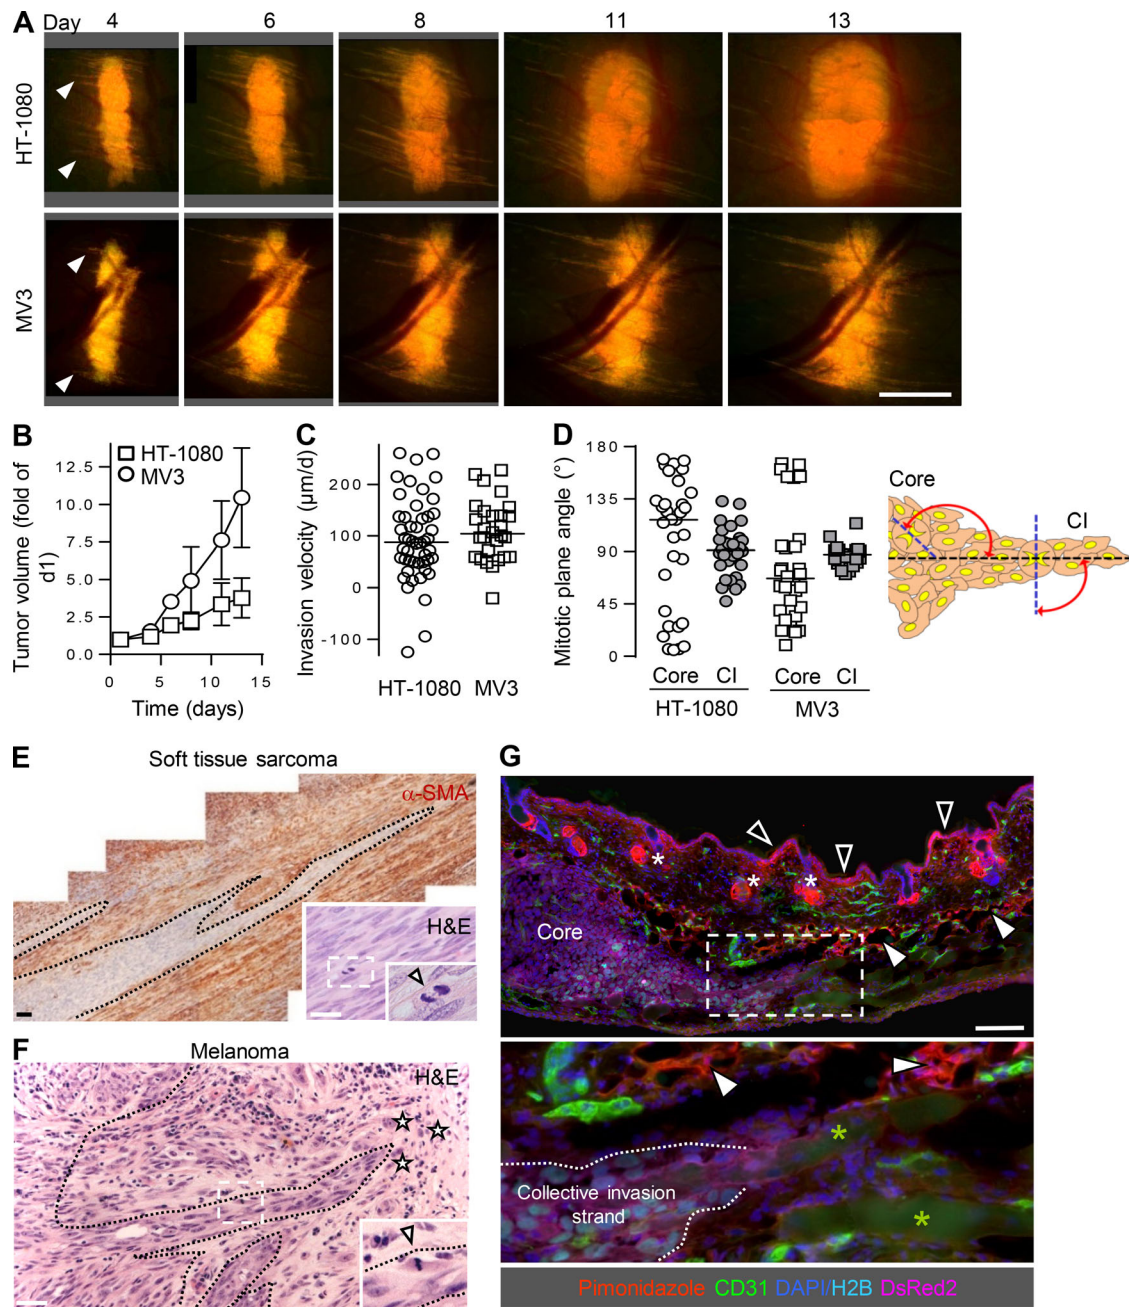 A
Day 4 6 8 11 13
HT-1080
MV3
B
Tumor volume (fold of d1)
HT-1080
MV3
12.5
10.0
7.5
5.0
2.5
0.0
0 5 10 15
Time (days)
C
Invasion velocity (µm/d)
200
100
0
-100
HT-1080 MV3
D
Mitotic plane angle (°)
180
135
90
45
0
Core CI Core CI
HT-1080 MV3
Core
CI
E
Soft tissue sarcoma
α-SMA
H&E
F
Melanoma
H&E
G
Core
Collective invasion
strand
Pimonidazole CD31 DAPI/H2B DsRed2